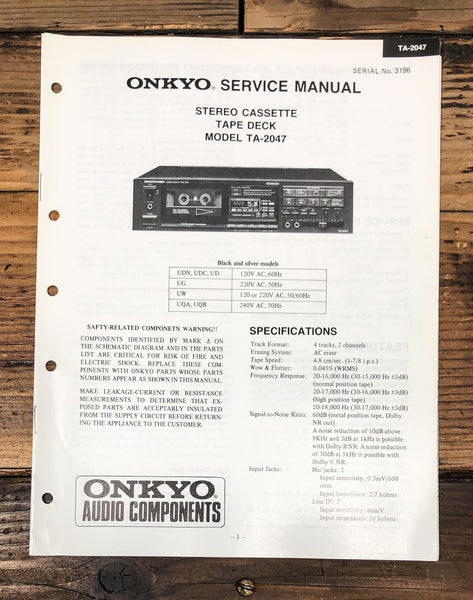 TA-2047
SERIAL No. 3196
ONKYO® SERVICE MANUAL
STEREO CASSETTE
TAPE DECK
MODEL TA-2047
ONKYO
TA-2047
Black and silver models
UDN, UDC, UD 120V AC, 60Hz
UG 220V AC, 50Hz
UW 120 or 220V AC, 50/60Hz
UQA, UQB 240V AC, 50Hz
SAFTY-RELATED COMPONETN WARNING!!
COMPONENTS IDENTIFIED BY MARK ⚠ ON
THE SCHEMATIC DIAGRAM AND IN THE PARTS
LIST ARE CRITICAL FOR RISK OF FIRE AND
ELECTRIC SHOCK. REPLACE THESE COM-
PONENTS WITH ONKYO PARTS WHOSE PARTS
NUMBERS APPEAR AS SHOWN IN THIS MANUAL.
MAKE LEAKAGE-CURRENT OR RESISTANCE
MEASUREMENTS TO DETERMINE THAT EX-
POSED PARTS ARE ACCEPTABLY INSULATED
FROM THE SUPPLY CIRCUIT BEFORE RETURN-
ING THE APPLIANCE TO THE CUSTOMER.
SPECIFICATIONS
Track Format: 4 tracks, 2 channels
Erasing System: AC erase
Tape Speed: 4.8 cm/sec. (1-7/8 i.p.s.)
Wow & Flutter: 0.045% (WRMS)
Frequency Response: 20-16,000 Hz (30-15,000 Hz ±3dB)
(normal position tape)
20-17,000 Hz (30-16,000 Hz ±3dB)
(high position tape)
20-18,000 Hz (30-17,000 Hz ±3dB)
Signal-to-Noise Ratio: 60dB (metal position tape, Dolby
NR out)
A noise reduction of 10dB above
5KHz and 3dB at 1kHz is possible
with Dolby B NR. A noise reduction
of 30dB at 5kHz is possible with
Dolby C NR.
Input Jacks: Mic jacks: 2
Input sensitivity: 0.3mV/600
ohm
Input impedance: 2.7 kohms
Line IN: 2
Input sensitivity: 60mV
Input impedance: 50 kohms
ONKYO
AUDIO COMPONENTS
— 1 —